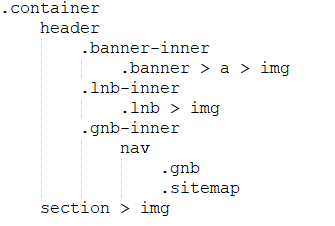 .container
header
.banner-inner
.banner > a > img
.lnb-inner
.lnb > img
.gnb-inner
nav
.gnb
.sitemap
section > img